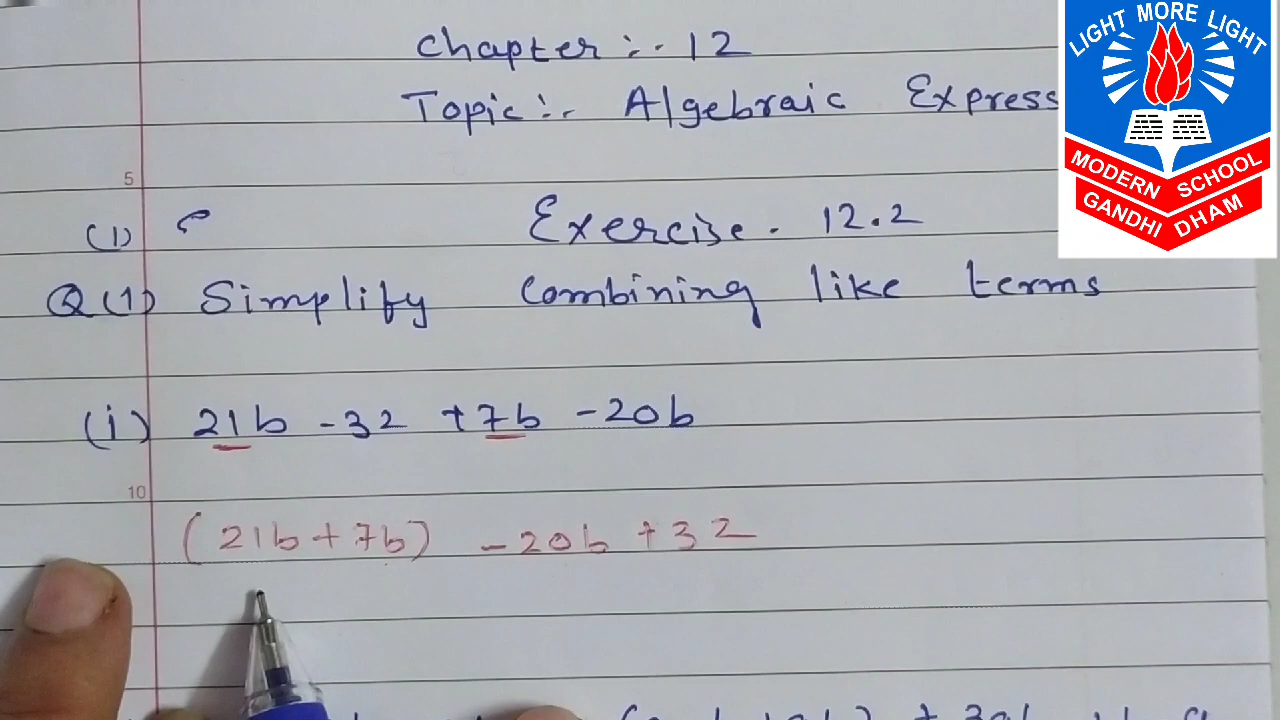 Chapter :- 12
Topic :- Algebraic Express
LIGHT MORE LIGHT
MODERN SCHOOL
GANDHI DHAM
5
(1) Exercise - 12.2
Q(1) Simplify combining like terms
(i) 21b - 32 + 7b - 20b
10
(21b + 7b) - 20b + 32